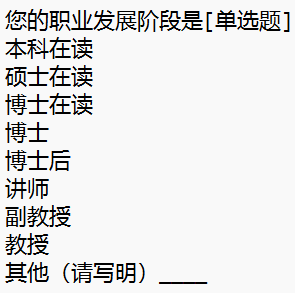 您的职业发展阶段是[单选题]
本科在读
硕士在读
博士在读
博士
博士后
讲师
副教授
教授
其他（请写明）_____